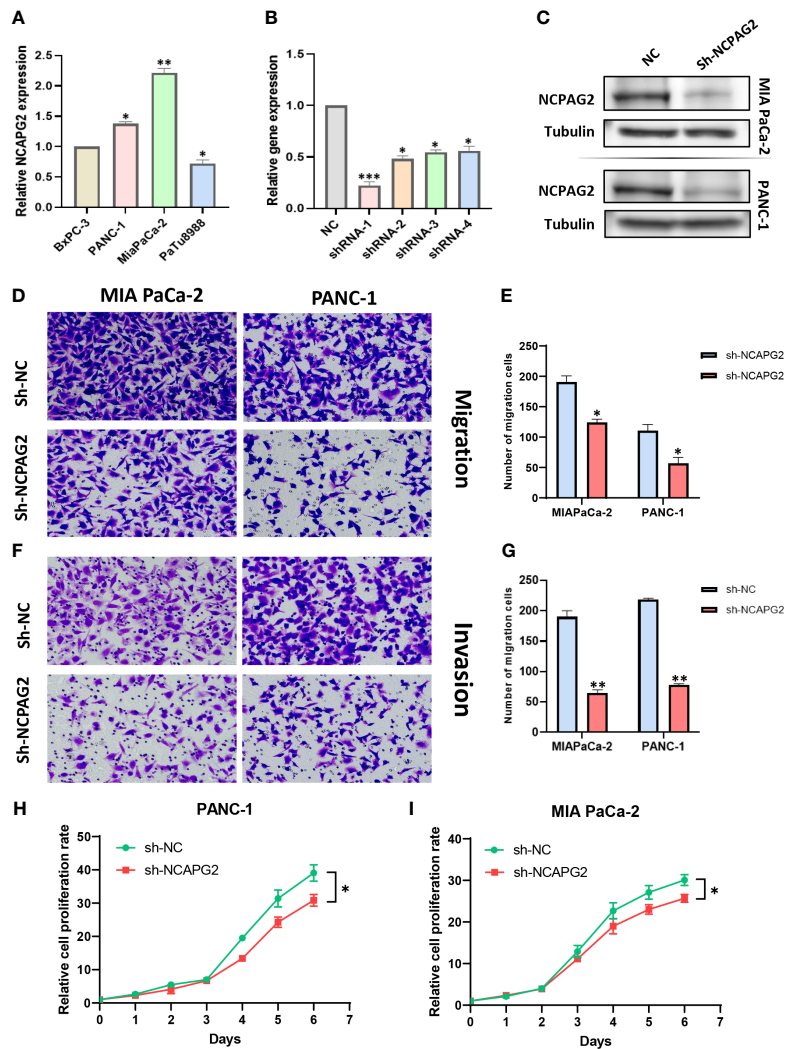 A
Relative NCAPG2 expression
2.5
2.0
1.5
1.0
0.5
0.0
*
**
*
BxPC-3
PANC-1
MiaPaCa-2
PaTu8988
B
Relative gene expression
1.5
1.0
0.5
0.0
***
*
*
*
NC
shRNA-1
shRNA-2
shRNA-3
shRNA-4
C
NC
Sh-NCPAG2
NCPAG2
Tubulin
MIA PaCa-2
NCPAG2
Tubulin
PANC-1
D
MIA PaCa-2
PANC-1
Sh-NC
Sh-NCPAG2
Migration
E
Number of migration cells
250
200
150
100
50
0
*
*
MIAPaCa-2
PANC-1
sh-NCAPG2
sh-NCAPG2
F
Sh-NC
Sh-NCPAG2
Invasion
G
Number of migration cells
250
200
150
100
50
0
**
**
MIAPaCa-2
PANC-1
sh-NC
sh-NCAPG2
H
PANC-1
Relative cell proliferation rate
50
40
30
20
10
0
sh-NC
sh-NCAPG2
*
0 1 2 3 4 5 6 7
Days
I
MIA PaCa-2
Relative cell proliferation rate
40
30
20
10
0
sh-NC
sh-NCAPG2
*
0 1 2 3 4 5 6 7
Days